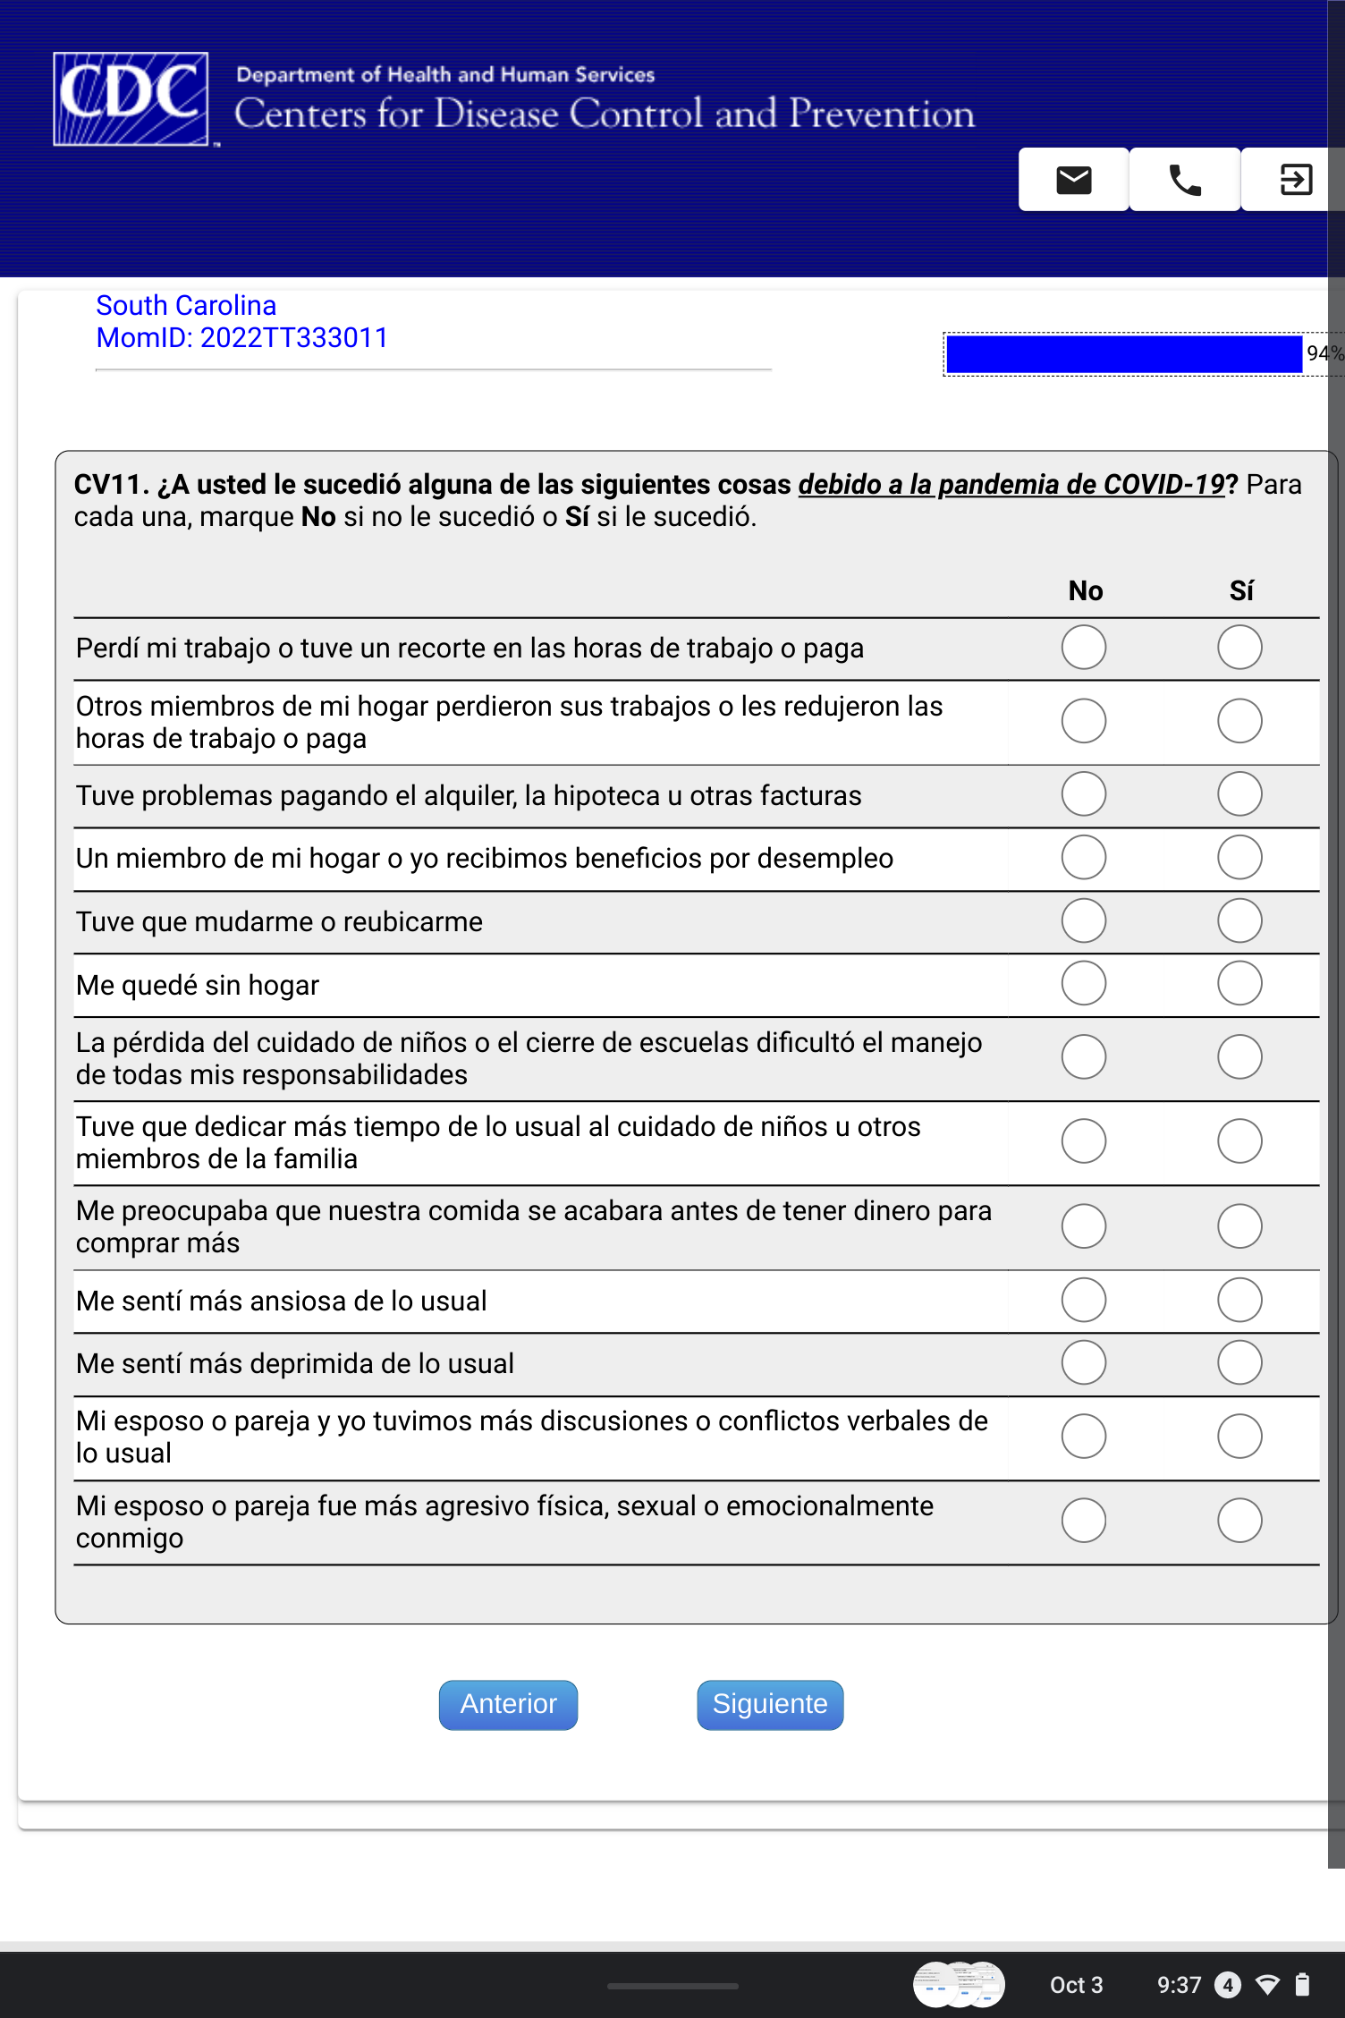 CDC
Department of Health and Human Services
Centers for Disease Control and Prevention
South Carolina
MomID: 2022TT333011
94%
CV11. ¿A usted le sucedió alguna de las siguientes cosas debido a la pandemia de COVID-19? Para
cada una, marque No si no le sucedió o Sí si le sucedió.
No Sí
Perdí mi trabajo o tuve un recorte en las horas de trabajo o paga
Otros miembros de mi hogar perdieron sus trabajos o les redujeron las
horas de trabajo o paga
Tuve problemas pagando el alquiler, la hipoteca u otras facturas
Un miembro de mi hogar o yo recibimos beneficios por desempleo
Tuve que mudarme o reubicarme
Me quedé sin hogar
La pérdida del cuidado de niños o el cierre de escuelas dificultó el manejo
de todas mis responsabilidades
Tuve que dedicar más tiempo de lo usual al cuidado de niños u otros
miembros de la familia
Me preocupaba que nuestra comida se acabara antes de tener dinero para
comprar más
Me sentí más ansiosa de lo usual
Me sentí más deprimida de lo usual
Mi esposo o pareja y yo tuvimos más discusiones o conflictos verbales de
lo usual
Mi esposo o pareja fue más agresivo física, sexual o emocionalmente
conmigo
Anterior Siguiente
Oct 3 9:37 4